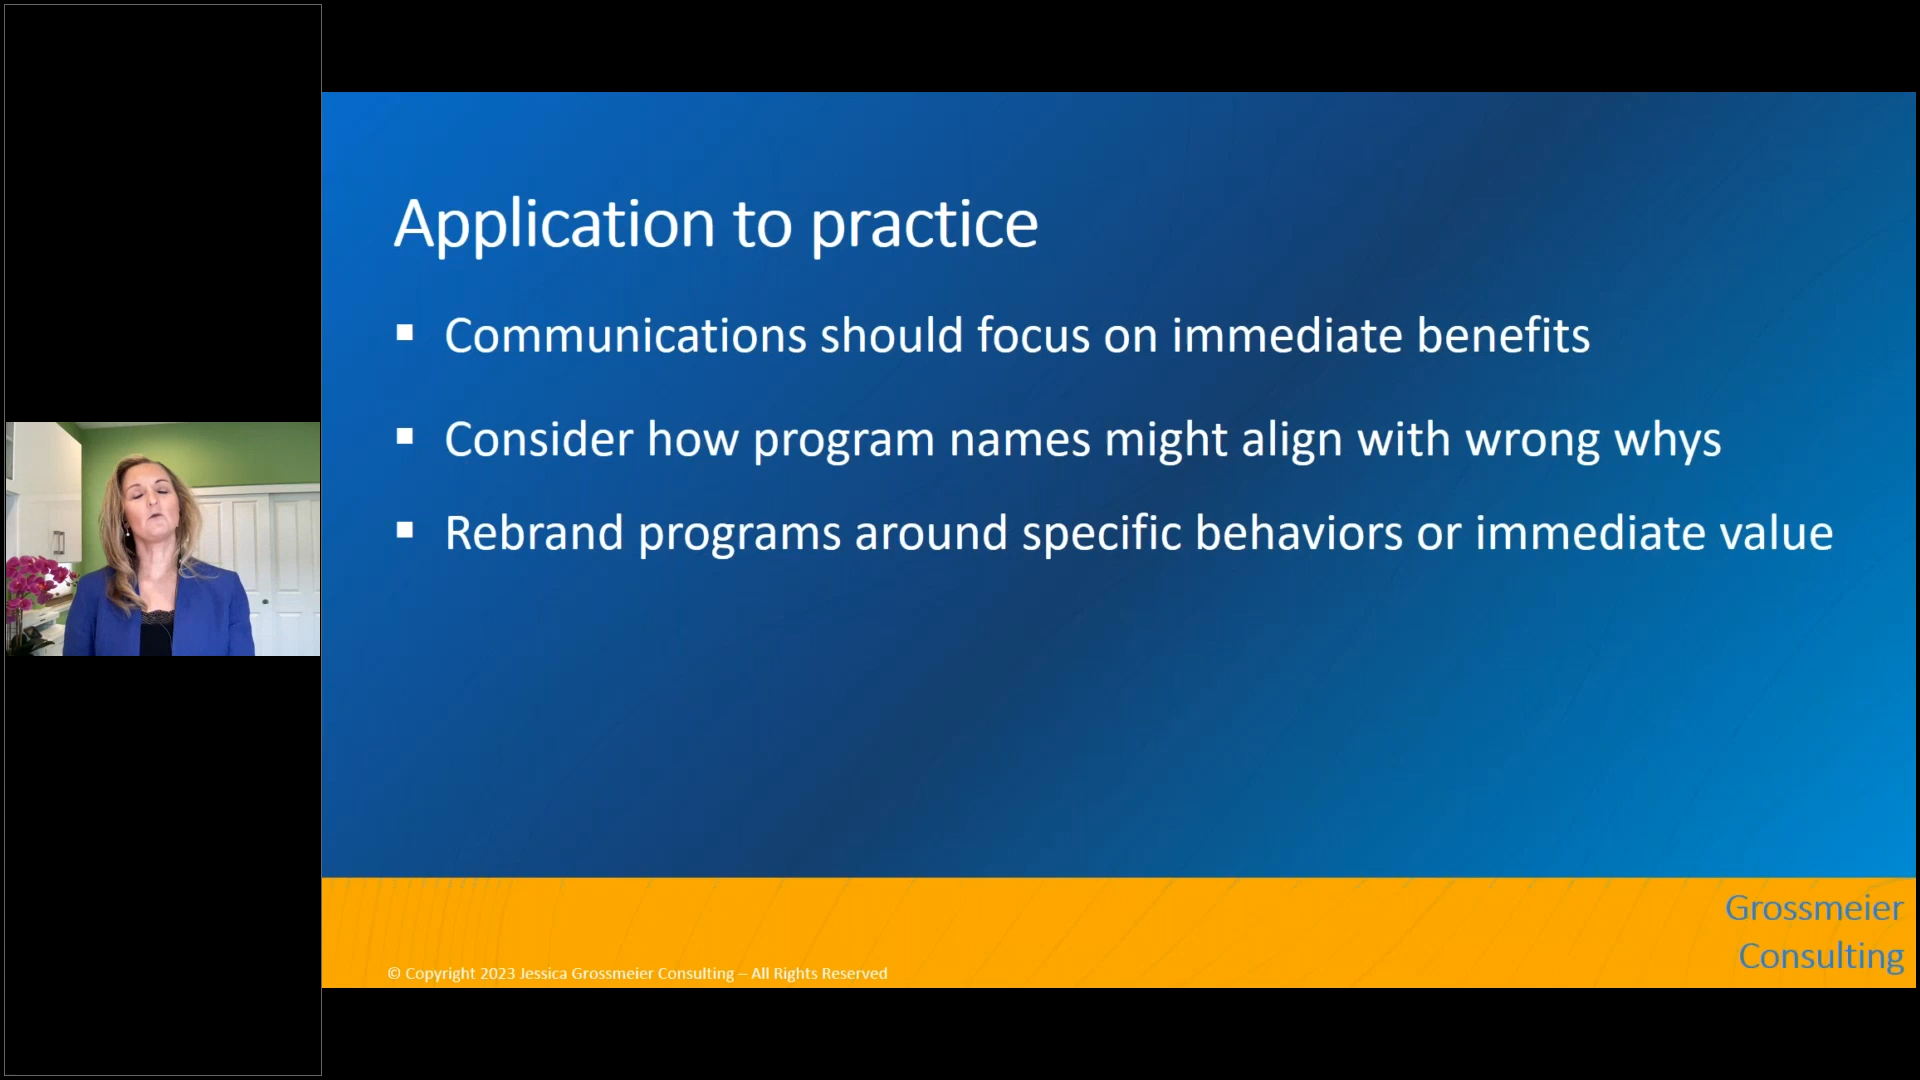 Application to practice
Communications should focus on immediate benefits
Consider how program names might align with wrong whys
Rebrand programs around specific behaviors or immediate value
Grossmeier
Consulting
© Copyright 2023 Jessica Grossmeier Consulting – All Rights Reserved